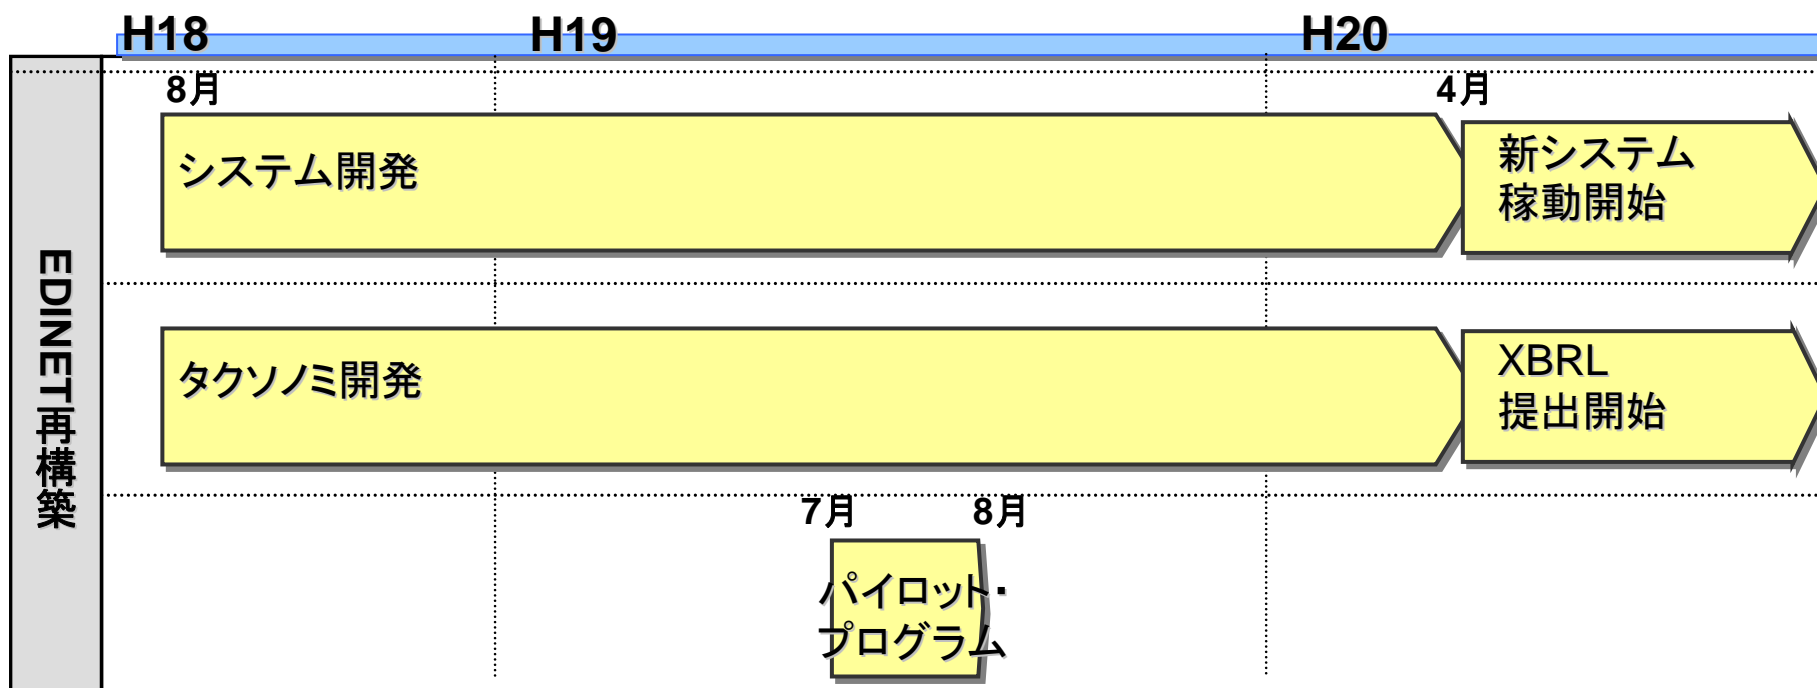 H18
H19
H20
8月
4月
システム開発
新システム
稼動開始
EDINET再構築
タクソノミ開発
XBRL
提出開始
7月
8月
パイロット・
プログラム